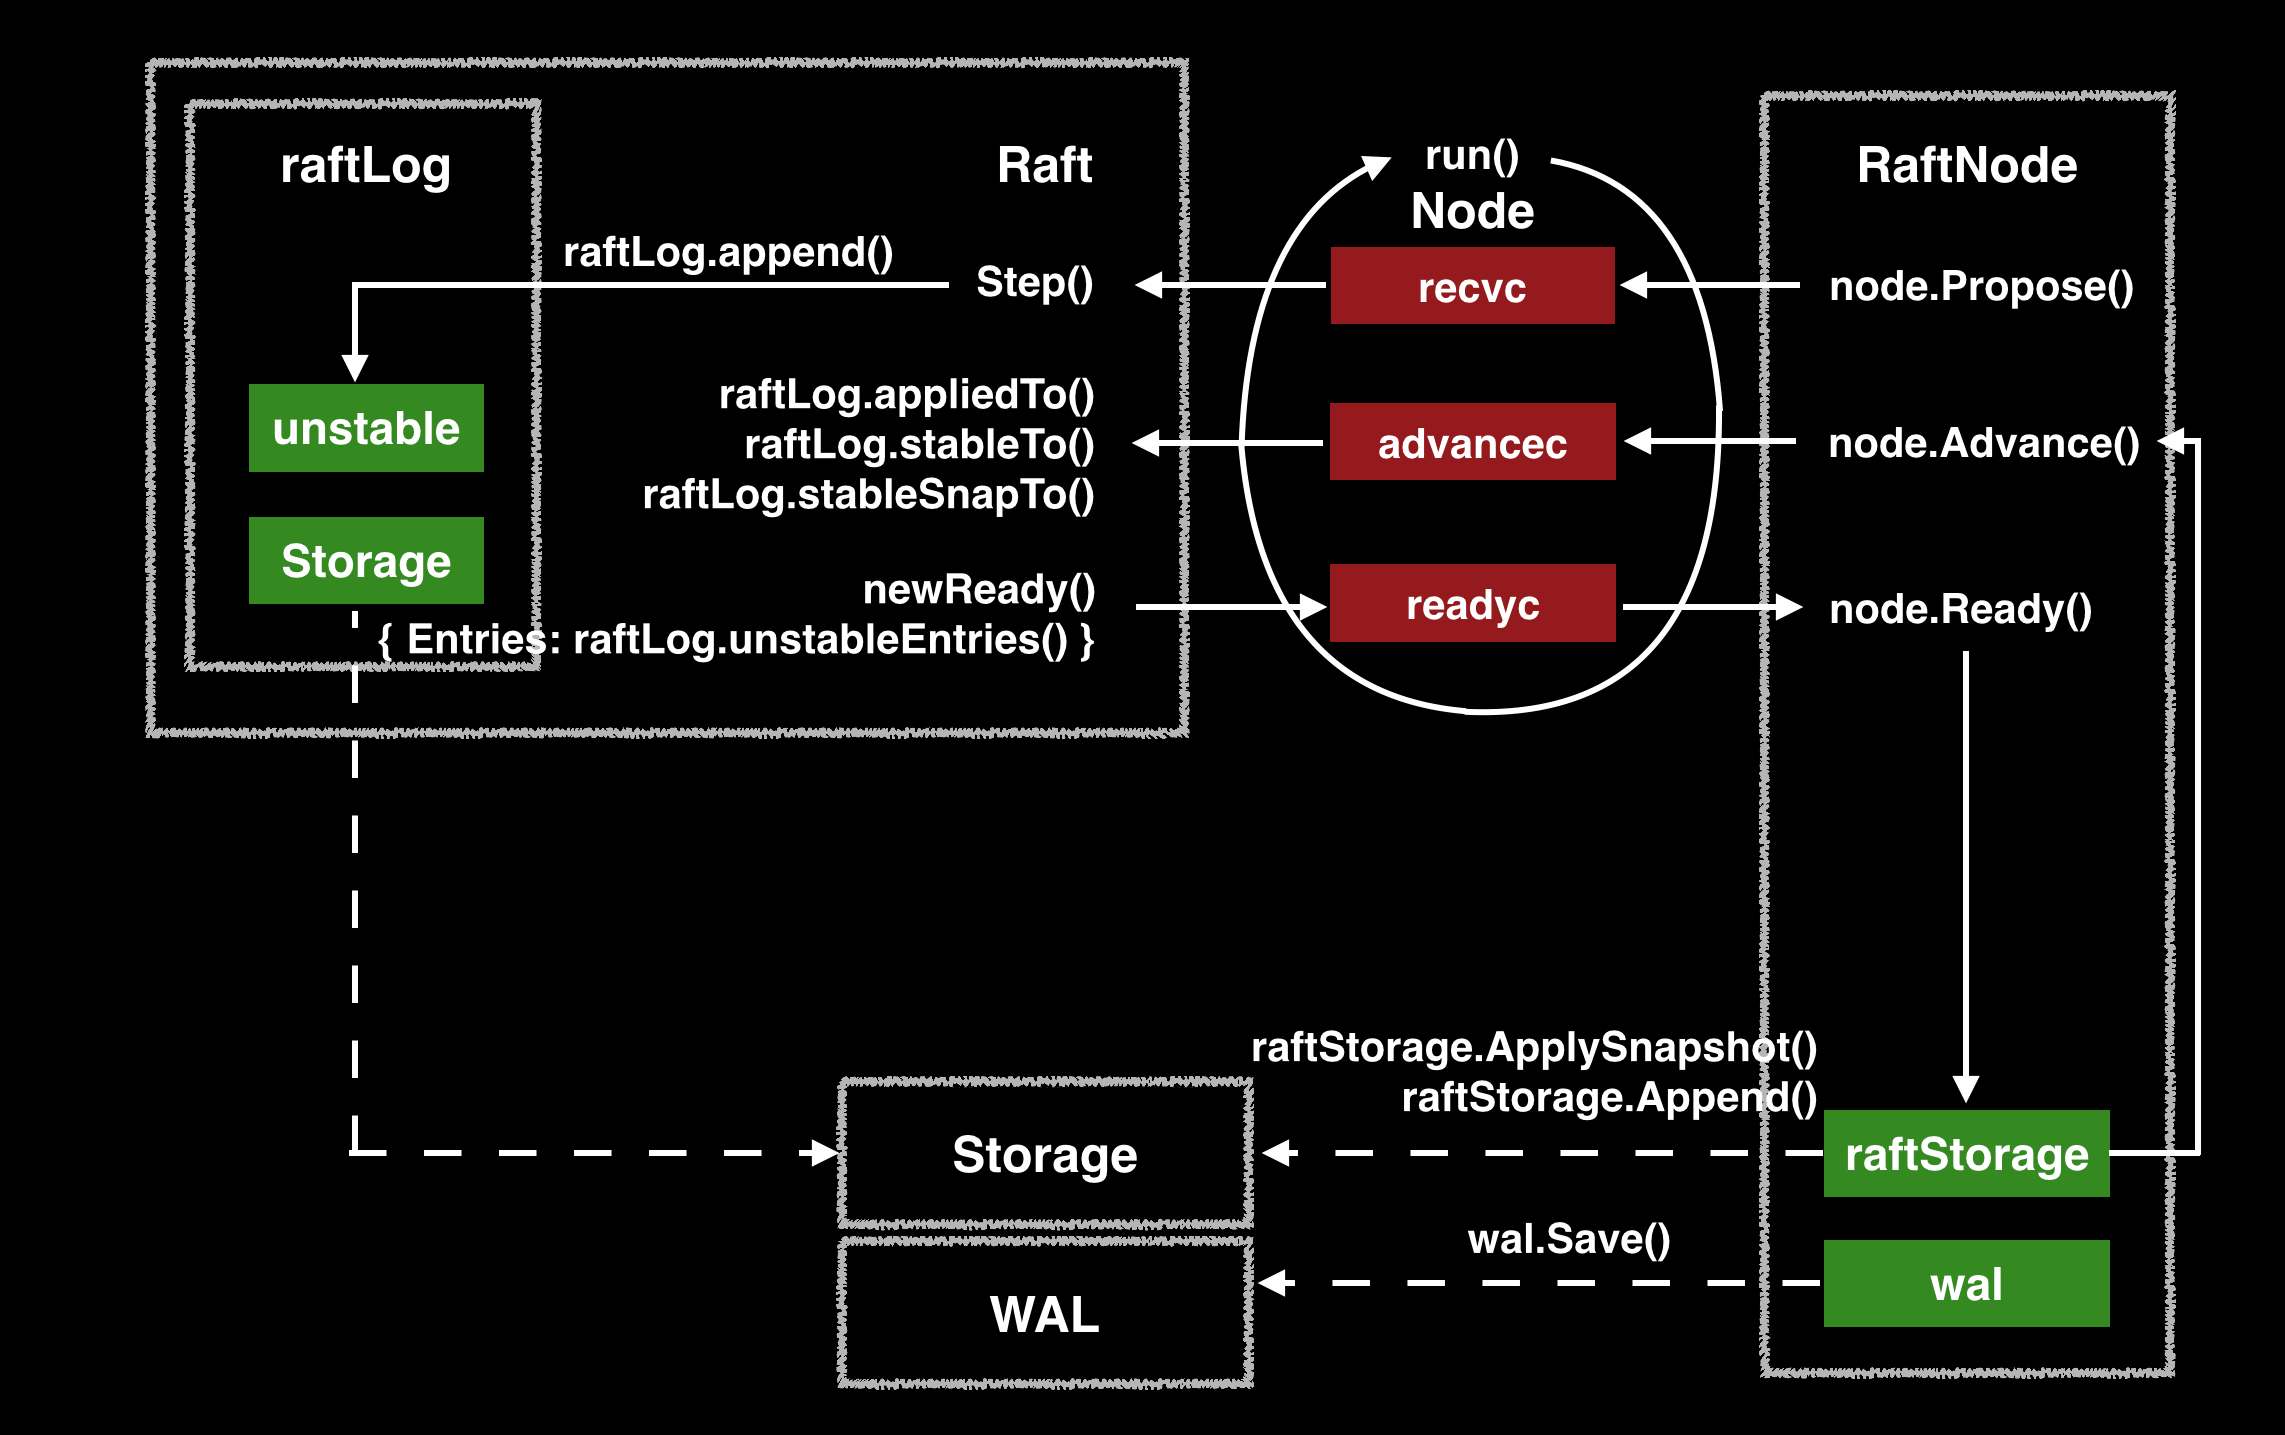 raftLog
Raft
run()
Node
RaftNode
raftLog.append()
Step()
recvc
node.Propose()
unstable
raftLog.appliedTo()
raftLog.stableTo()
raftLog.stableSnapTo()
advancec
node.Advance()
Storage
newReady()
{ Entries: raftLog.unstableEntries() }
readyc
node.Ready()
raftStorage.ApplySnapshot()
raftStorage.Append()
Storage
raftStorage
wal.Save()
WAL
wal